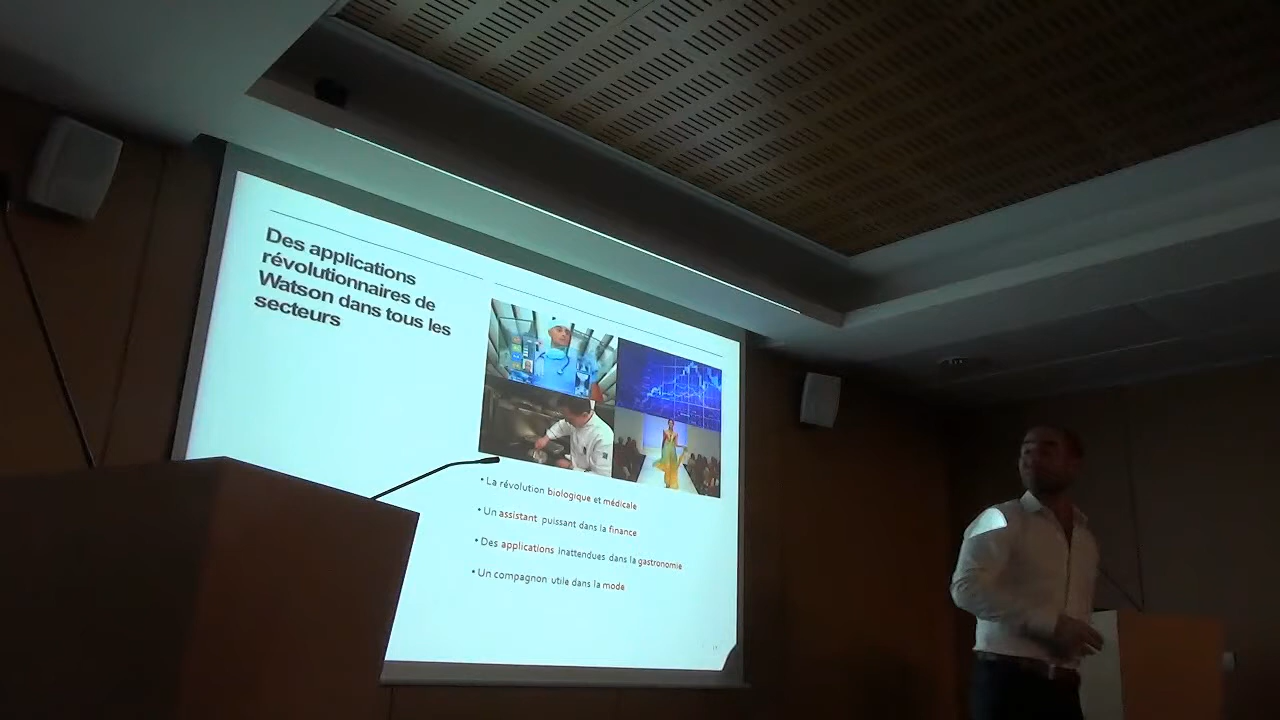 Des applications
révolutionnaires de
Watson dans tous les
secteurs
• La révolution biologique et médicale
• Un assistant puissant dans la finance
• Des applications inattendues dans la gastronomie
• Un compagnon utile dans la mode